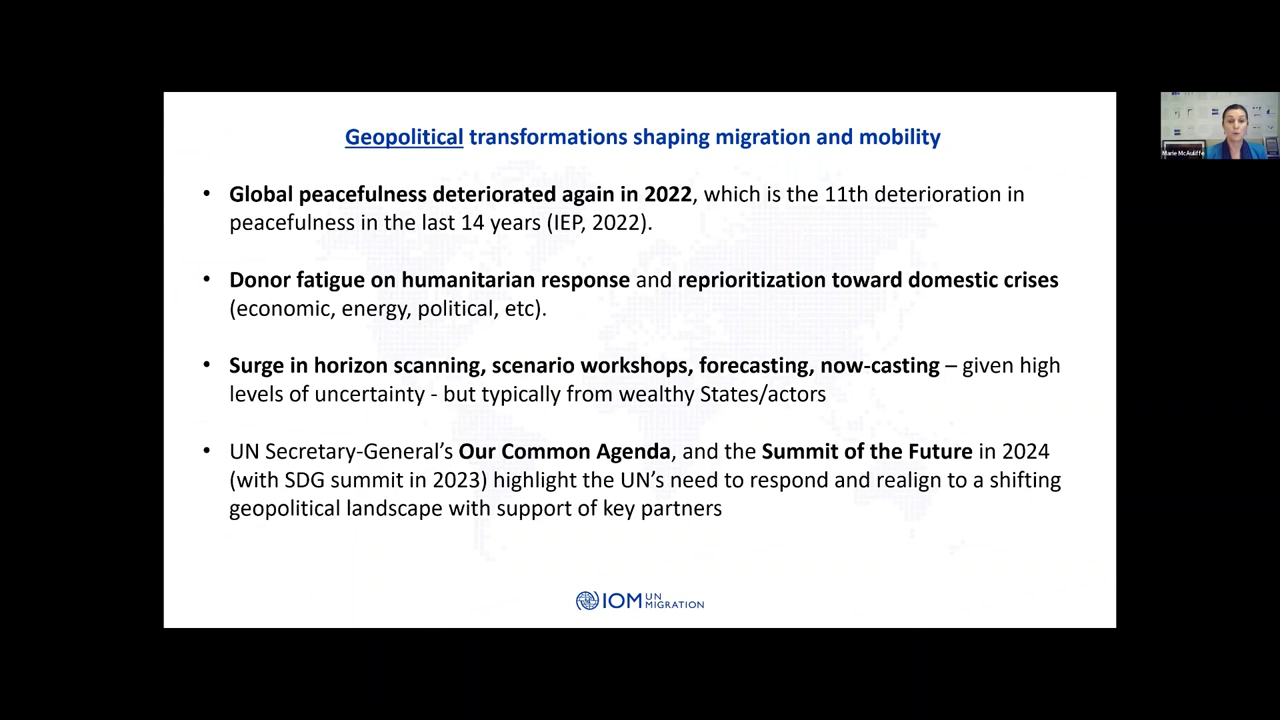 Geopolitical transformations shaping migration and mobility
• Global peacefulness deteriorated again in 2022, which is the 11th deterioration in
peacefulness in the last 14 years (IEP, 2022).
• Donor fatigue on humanitarian response and reprioritization toward domestic crises
(economic, energy, political, etc).
• Surge in horizon scanning, scenario workshops, forecasting, now-casting – given high
levels of uncertainty - but typically from wealthy States/actors
• UN Secretary-General’s Our Common Agenda, and the Summit of the Future in 2024
(with SDG summit in 2023) highlight the UN’s need to respond and realign to a shifting
geopolitical landscape with support of key partners
IOM UN
MIGRATION
Marie McAuliffe